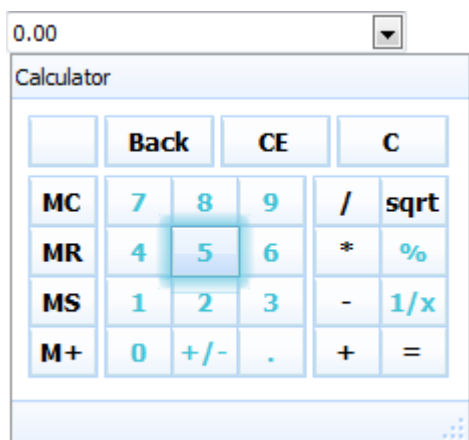 0.00
Calculator
Back CE C
MC 7 8 9 / sqrt
MR 4 5 6 * %
MS 1 2 3 - 1/x
M+ 0 +/- . + =